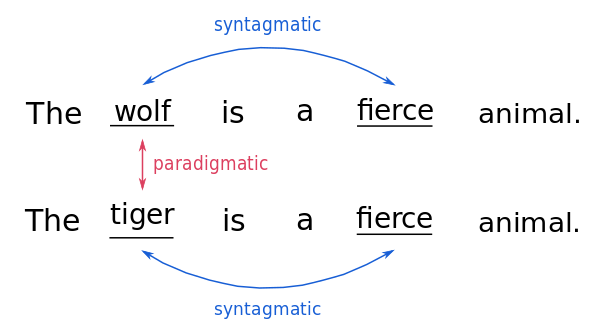 syntagmatic
The wolf is a fierce animal.
paradigmatic
The tiger is a fierce animal.
syntagmatic